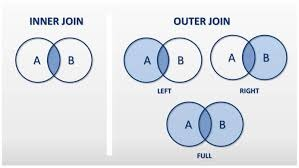 INNER JOIN
A B
OUTER JOIN
A B
LEFT
A B
RIGHT
A B
FULL